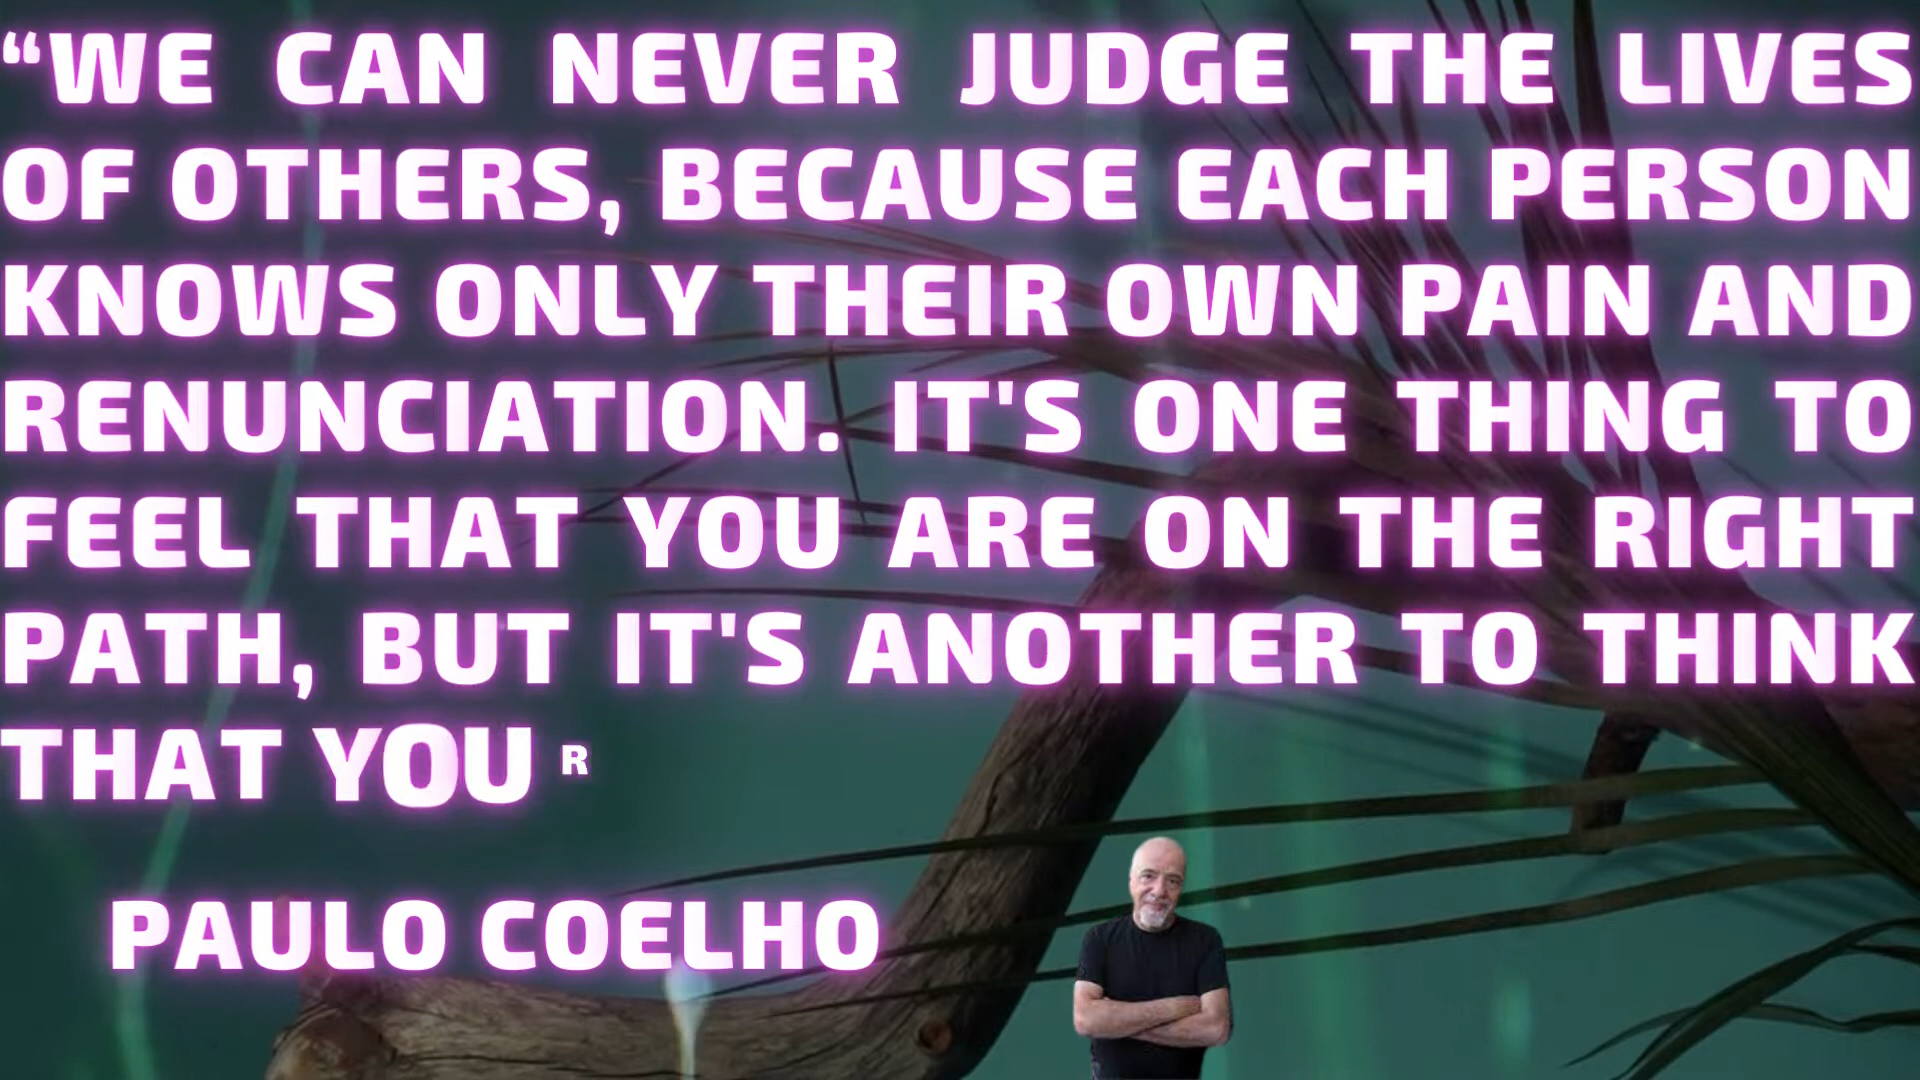 “WE CAN NEVER JUDGE THE LIVES
OF OTHERS, BECAUSE EACH PERSON
KNOWS ONLY THEIR OWN PAIN AND
RENUNCIATION. IT'S ONE THING TO
FEEL THAT YOU ARE ON THE RIGHT
PATH, BUT IT'S ANOTHER TO THINK
THAT YOU R
PAULO COELHO